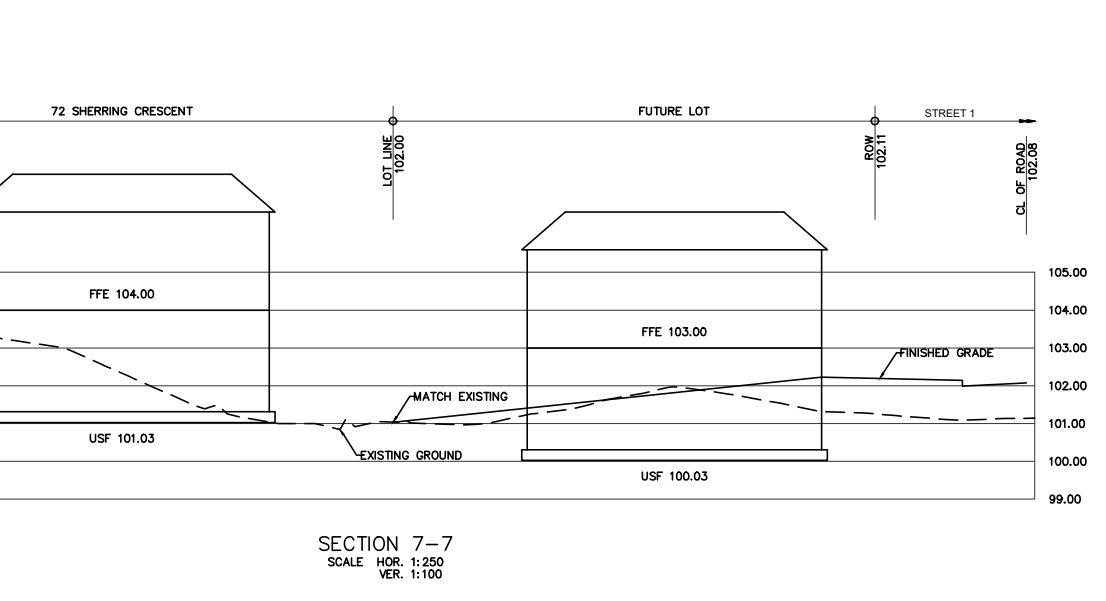 72 SHERRING CRESCENT
FUTURE LOT
STREET 1
LOT LINE
102.00
ROW
102.11
CL OF ROAD
102.08
105.00
FFE 104.00
104.00
FFE 103.00
103.00
FINISHED GRADE
102.00
MATCH EXISTING
101.00
USF 101.03
EXISTING GROUND
100.00
USF 100.03
99.00
SECTION 7-7
SCALE HOR. 1:250
VER. 1:100